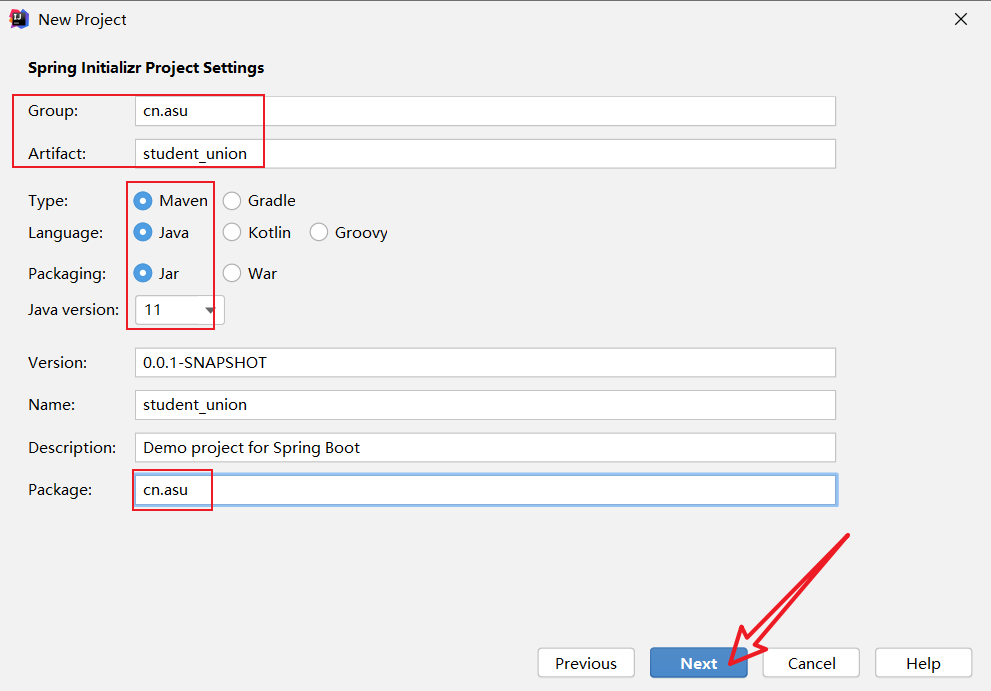 New Project
Spring Initializr Project Settings
Group: cn.asu
Artifact: student_union
Type: Maven Gradle
Language: Java Kotlin Groovy
Packaging: Jar War
Java version: 11
Version: 0.0.1-SNAPSHOT
Name: student_union
Description: Demo project for Spring Boot
Package: cn.asu
Previous Next Cancel Help